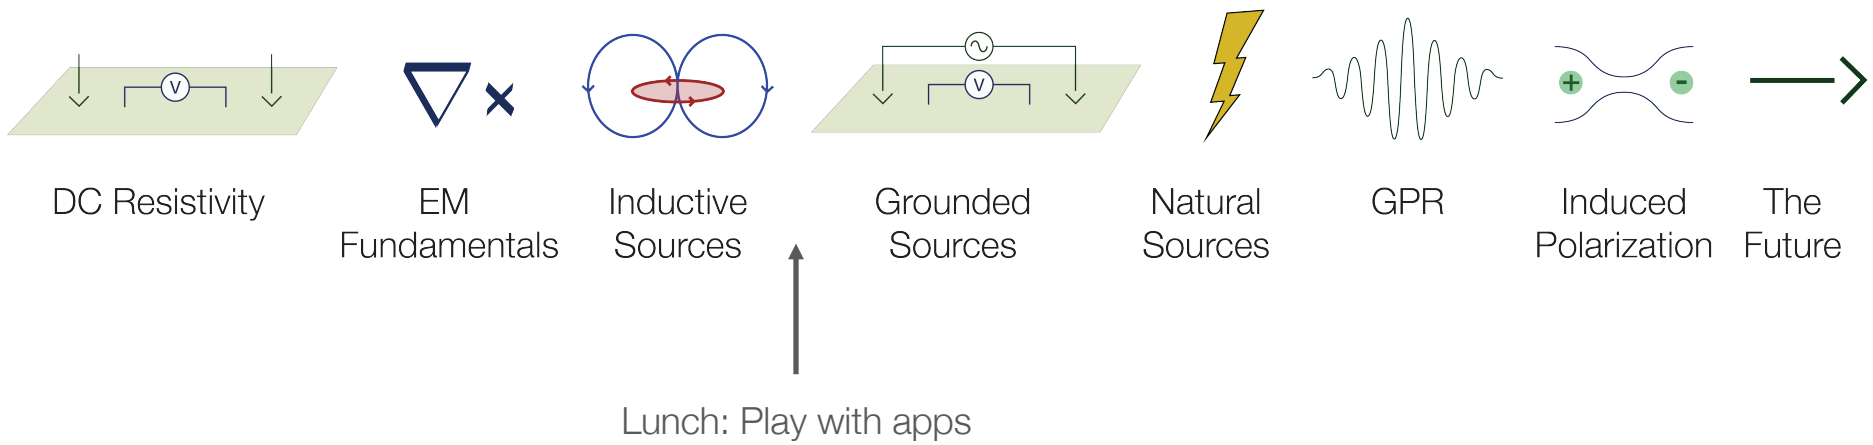 V
V
+
-
DC Resistivity
EM
Fundamentals
Inductive
Sources
Grounded
Sources
Natural
Sources
GPR
Induced
Polarization
The
Future
Lunch: Play with apps